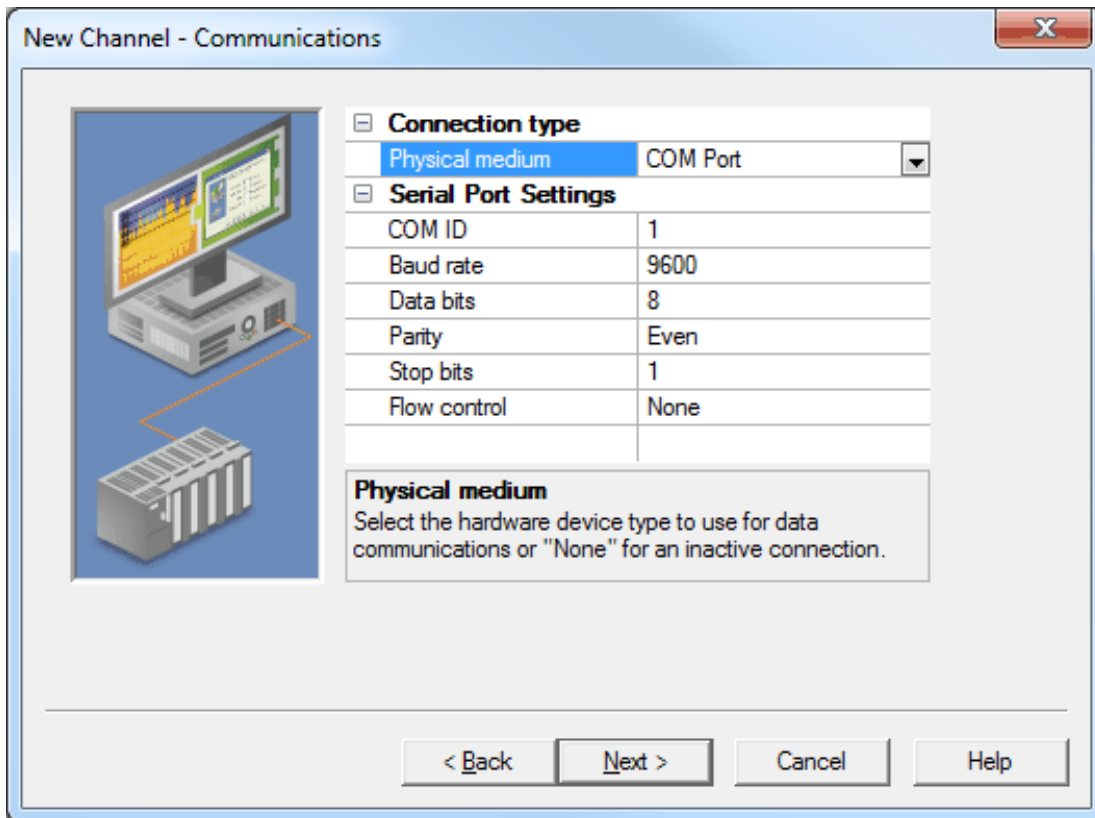 New Channel - Communications
Connection type
Physical medium COM Port
Serial Port Settings
COM ID 1
Baud rate 9600
Data bits 8
Parity Even
Stop bits 1
Flow control None
Physical medium
Select the hardware device type to use for data
communications or "None" for an inactive connection.
< Back Next > Cancel Help